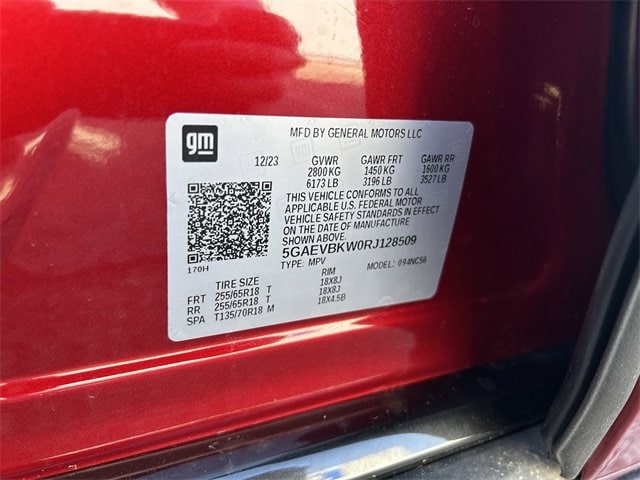 gm
MFD BY GENERAL MOTORS LLC
12/23 GVWR GAWR FRT GAWR RR
2800 KG 1450 KG 1600 KG
6173 LB 3196 LB 3527 LB
THIS VEHICLE CONFORMS TO ALL
APPLICABLE U.S. FEDERAL MOTOR
VEHICLE SAFETY STANDARDS IN EFFECT
ON THE DATE OF MANUFACTURE
5GAEVBKW0RJ128509
170H TYPE: MPV MODEL: 094NC56
TIRE SIZE RIM
FRT 255/65R18 T 18X8J
RR 255/65R18 T 18X8J
SPA T135/70R18 M 18X4.5B